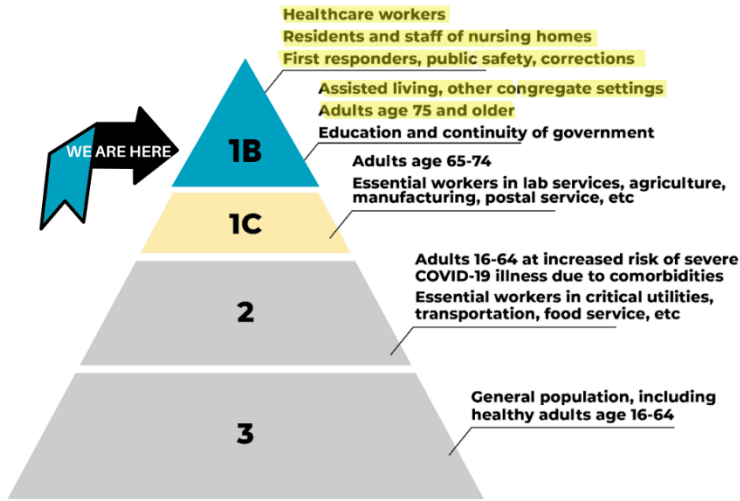 Healthcare workers
Residents and staff of nursing homes
First responders, public safety, corrections
Assisted living, other congregate settings
Adults age 75 and older
Education and continuity of government
WE ARE HERE
1B
Adults age 65-74
Essential workers in lab services, agriculture,
manufacturing, postal service, etc
1C
Adults 16-64 at increased risk of severe
COVID-19 illness due to comorbidities
Essential workers in critical utilities,
transportation, food service, etc
2
General population, including
healthy adults age 16-64
3